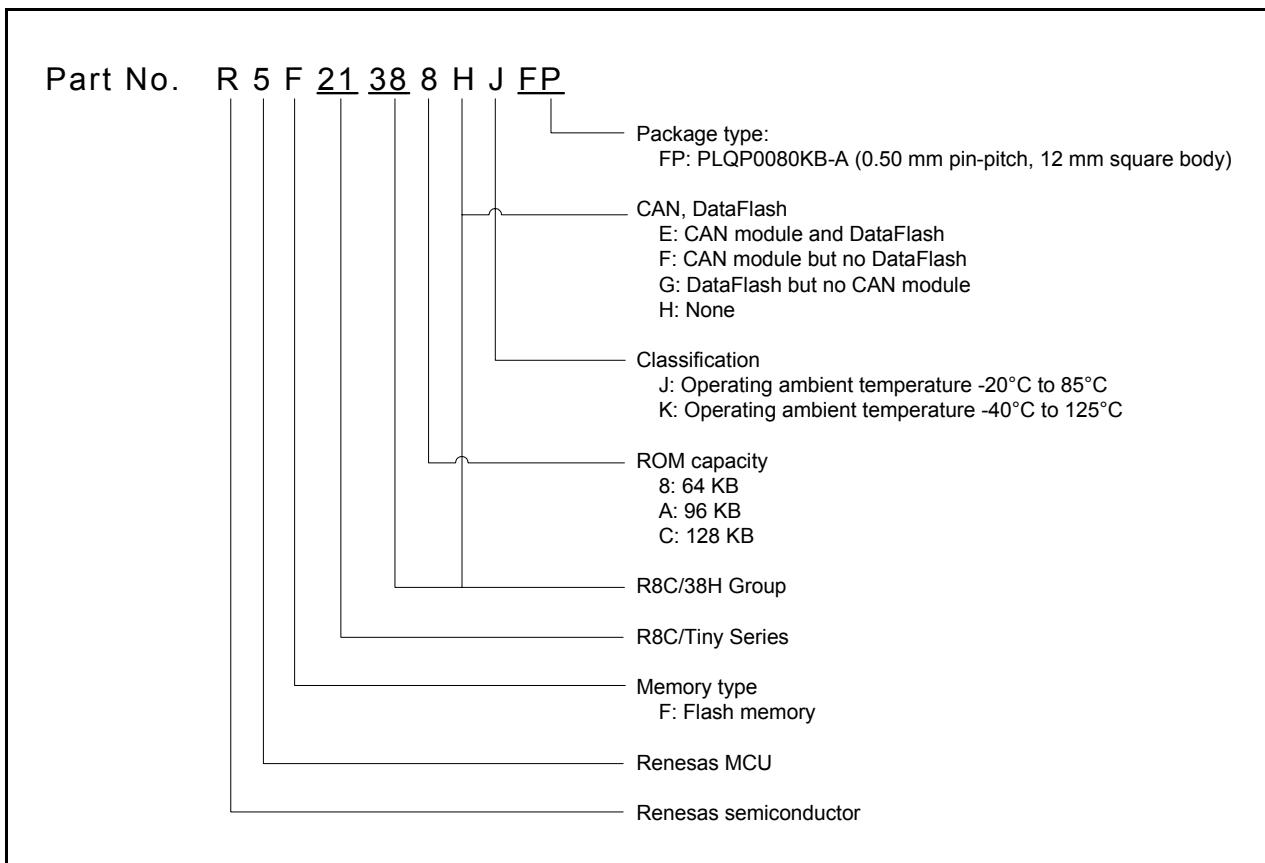 Part No. R 5 F 21 38 8 H J FP
Package type:
FP: PLQP0080KB-A (0.50 mm pin-pitch, 12 mm square body)
CAN, DataFlash
E: CAN module and DataFlash
F: CAN module but no DataFlash
G: DataFlash but no CAN module
H: None
Classification
J: Operating ambient temperature -20°C to 85°C
K: Operating ambient temperature -40°C to 125°C
ROM capacity
8: 64 KB
A: 96 KB
C: 128 KB
R8C/38H Group
R8C/Tiny Series
Memory type
F: Flash memory
Renesas MCU
Renesas semiconductor